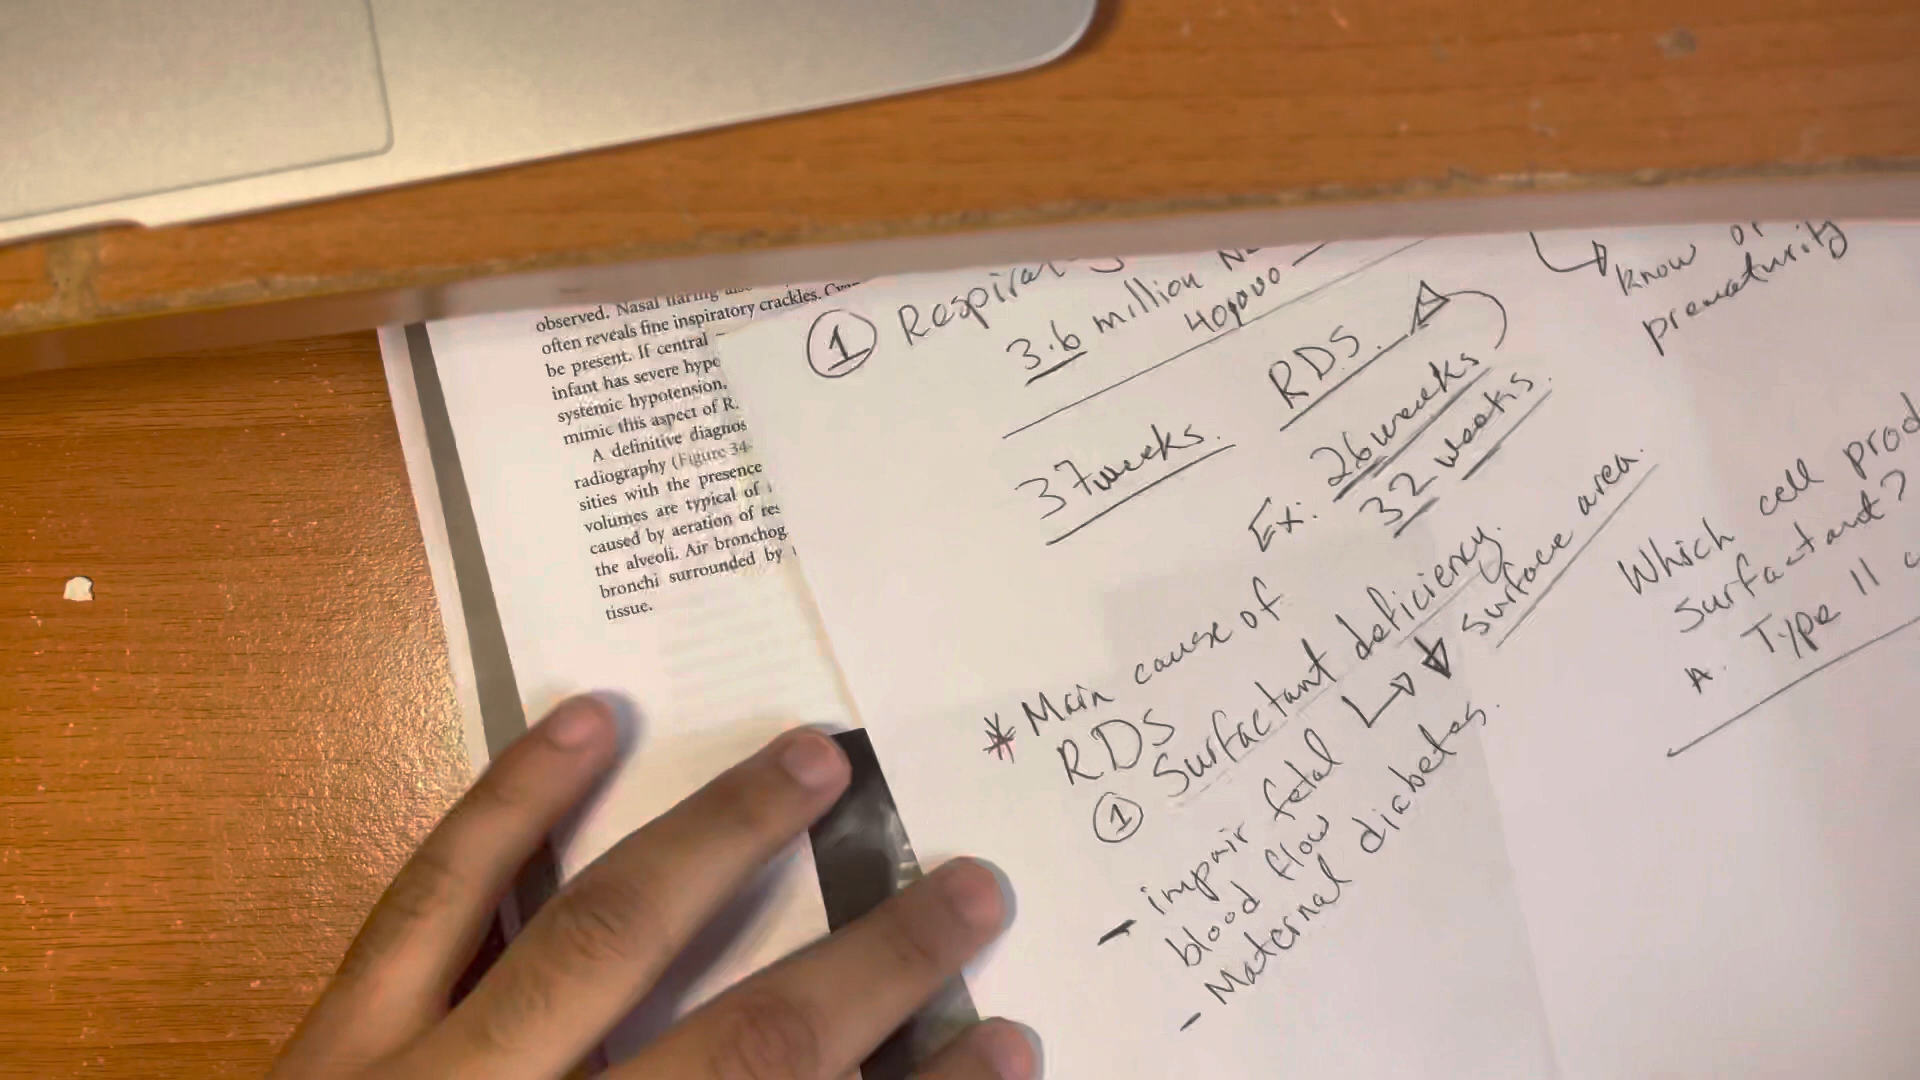 observed. Nasal flaring
often reveals fine inspiratory crackles.
be present. If central
infant has severe hype
systemic hypotension,
mimic this aspect of R.
A definitive diagnos
radiography (Figure 34-
sities with the presence
volumes are typical of
caused by aeration of res
the alveoli. Air bronchog
bronchi surrounded by
tissue.
1 Respirat
3.6 million
40,000
37 weeks.
RDS.
Ex: 26 weeks
32 weeks.
* Main cause of
RDS
1 Surfactant deficiency.
↳ ↓ surface area.
- impair fetal
blood flow
- Maternal diabetes.
↳ know
prematurity
Which cell prod
surfactant?
A. Type II